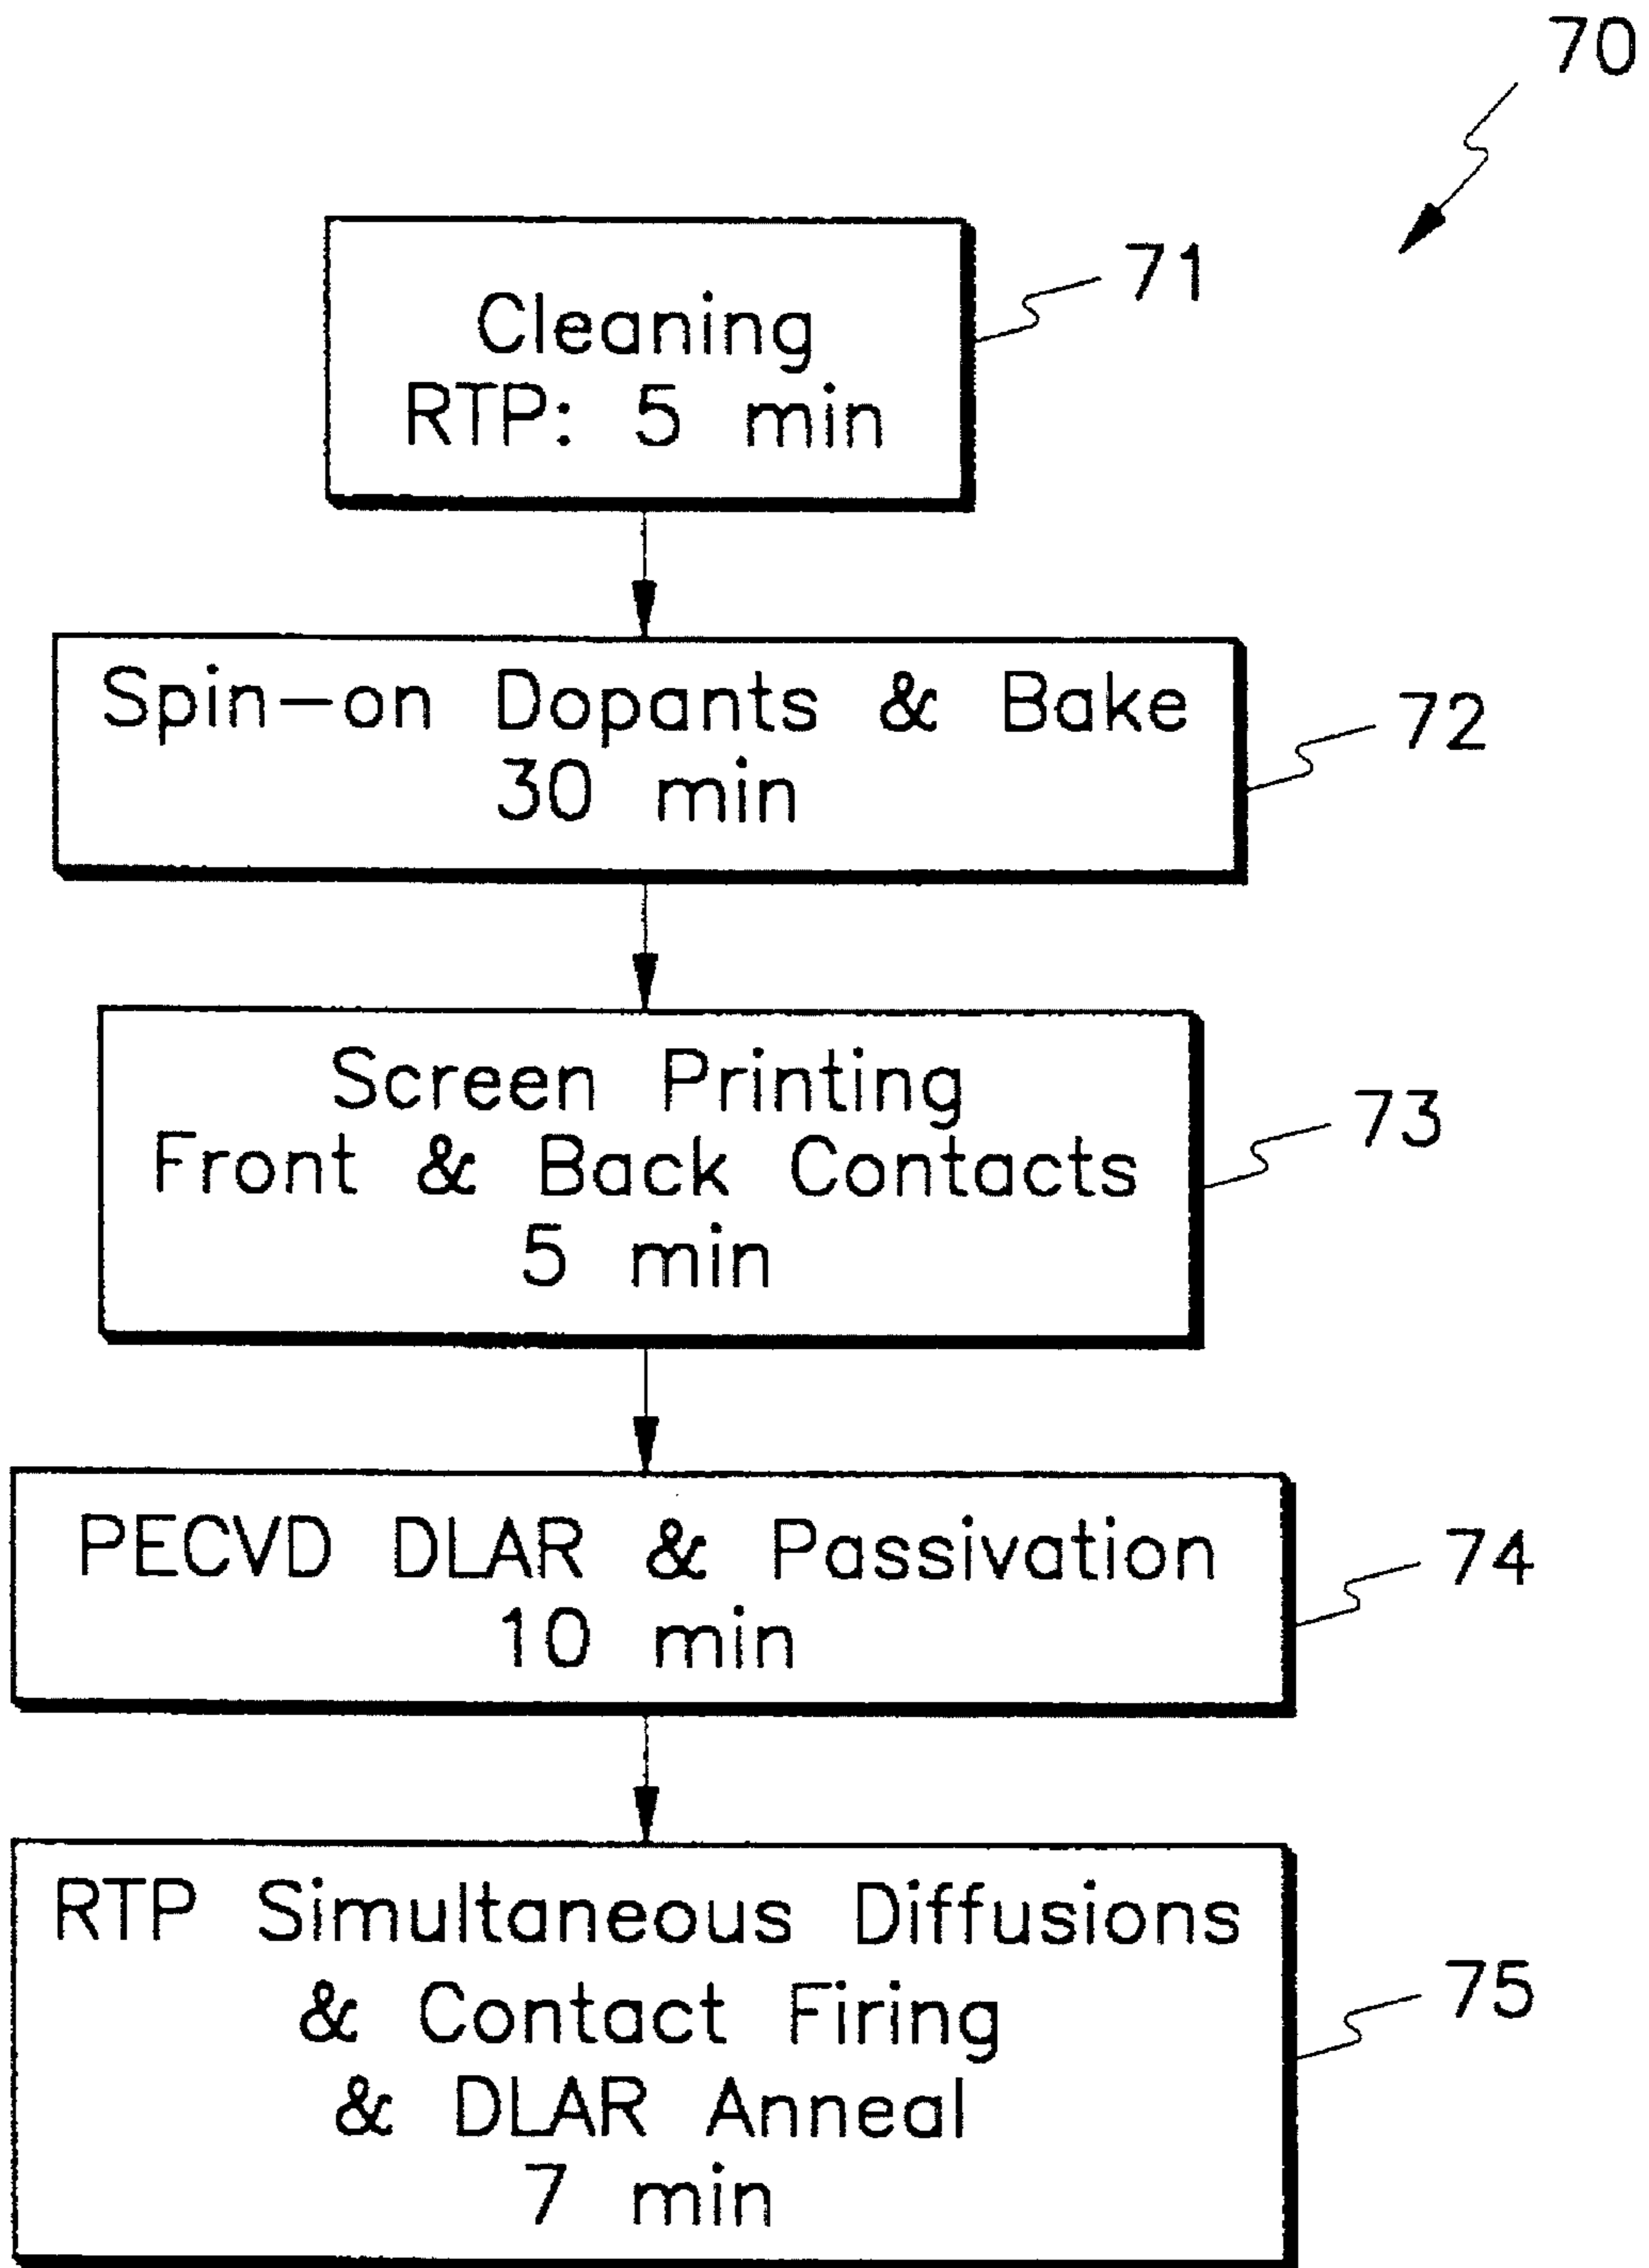 70
Cleaning
RTP: 5 min
71
Spin-on Dopants & Bake
30 min
72
Screen Printing
Front & Back Contacts
5 min
73
PECVD DLAR & Passivation
10 min
74
RTP Simultaneous Diffusions
& Contact Firing
& DLAR Anneal
7 min
75